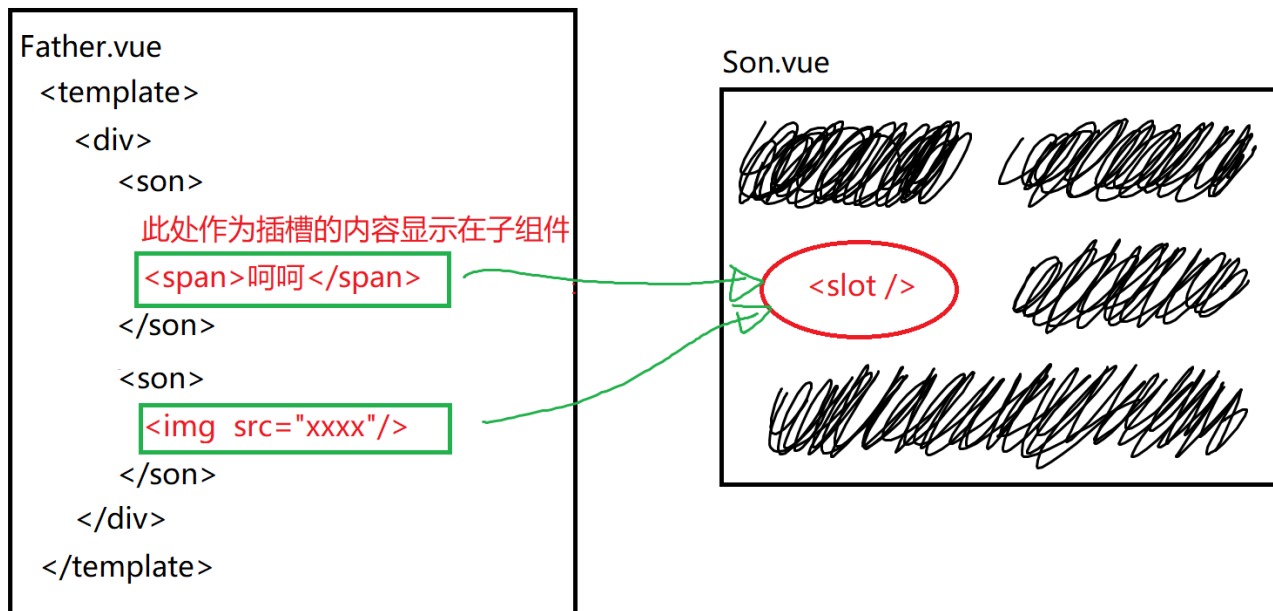 Father.vue
<template>
<div>
<son>
此处作为插槽的内容显示在子组件
<span>呵呵</span>
</son>
<son>
<img src="xxxx"/>
</son>
</div>
</template>
Son.vue
<slot />